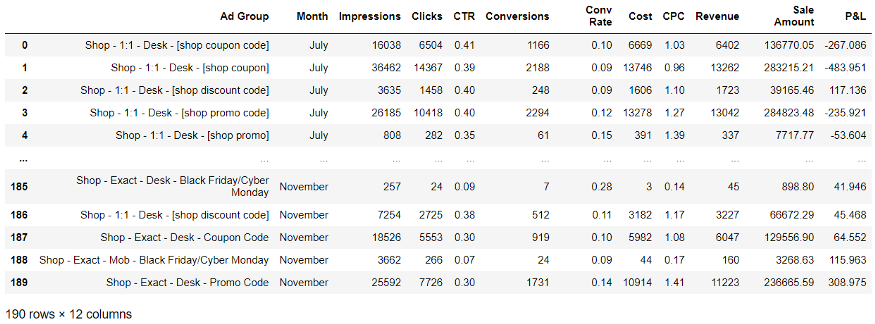 Ad Group Month Impressions Clicks CTR Conversions Conv Rate Cost CPC Revenue Sale Amount P&L
0 Shop - 1:1 - Desk - [shop coupon code] July 16038 6504 0.41 1166 0.10 6669 1.03 6402 136770.05 -267.086
1 Shop - 1:1 - Desk - [shop coupon] July 36462 14367 0.39 2188 0.09 13746 0.96 13262 283215.21 -483.951
2 Shop - 1:1 - Desk - [shop discount code] July 3635 1458 0.40 248 0.09 1606 1.10 1723 39165.46 117.136
3 Shop - 1:1 - Desk - [shop promo code] July 26185 10418 0.40 2294 0.12 13278 1.27 13042 284823.48 -235.921
4 Shop - 1:1 - Desk - [shop promo] July 808 282 0.35 61 0.15 391 1.39 337 7717.77 -53.604
... ... ... ... ... ... ... ... ... ... ... ... ...
185 Shop - Exact - Desk - Black Friday/Cyber Monday November 257 24 0.09 7 0.28 3 0.14 45 898.80 41.946
186 Shop - 1:1 - Desk - [shop discount code] November 7254 2725 0.38 512 0.11 3182 1.17 3227 66672.29 45.468
187 Shop - Exact - Desk - Coupon Code November 18526 5553 0.30 919 0.10 5982 1.08 6047 129556.90 64.552
188 Shop - Exact - Mob - Black Friday/Cyber Monday November 3662 266 0.07 24 0.09 44 0.17 160 3268.63 115.963
189 Shop - Exact - Desk - Promo Code November 25592 7726 0.30 1731 0.14 10914 1.41 11223 236665.59 308.975
190 rows × 12 columns